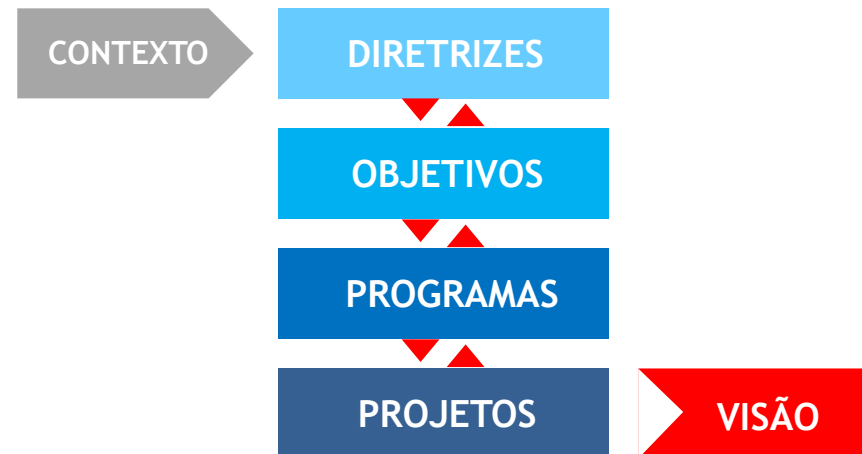 CONTEXTO
DIRETRIZES
OBJETIVOS
PROGRAMAS
PROJETOS
VISÃO